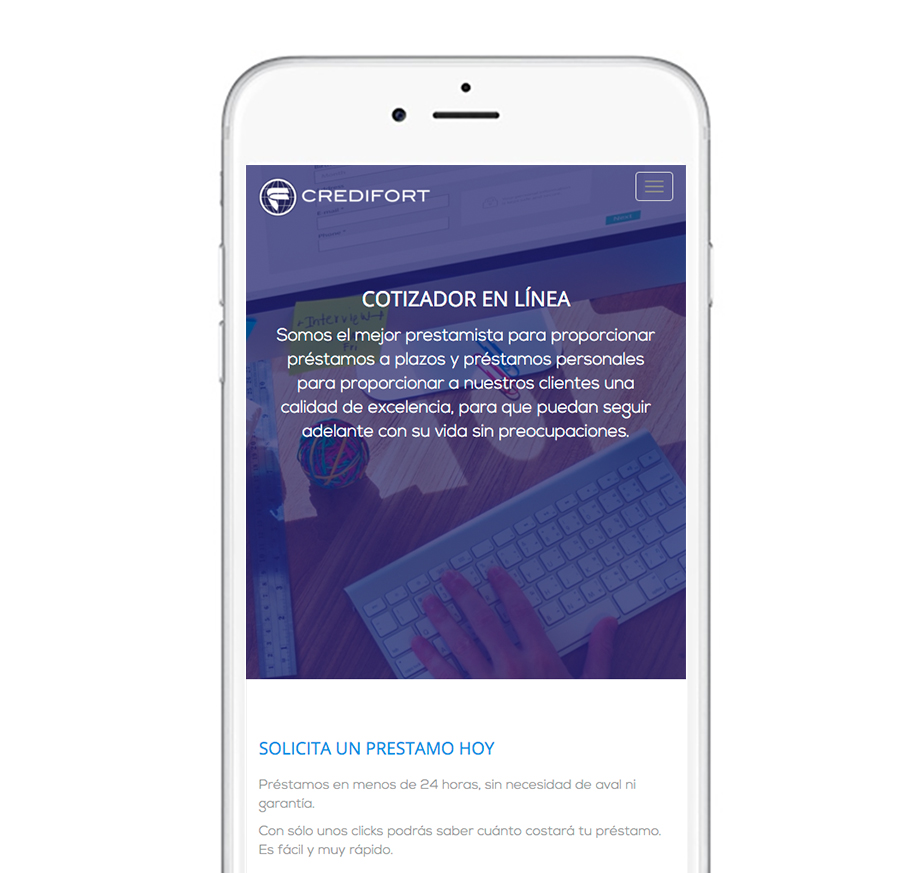 CREDIFORT
COTIZADOR EN LÍNEA
Somos el mejor prestamista para proporcionar
préstamos a plazos y préstamos personales
para proporcionar a nuestros clientes una
calidad de excelencia, para que puedan seguir
adelante con su vida sin preocupaciones.
Interview
Fri
SOLICITA UN PRESTAMO HOY
Préstamos en menos de 24 horas, sin necesidad de aval ni
garantía.
Con sólo unos clicks podrás saber cuánto costará tu préstamo.
Es fácil y muy rápido.